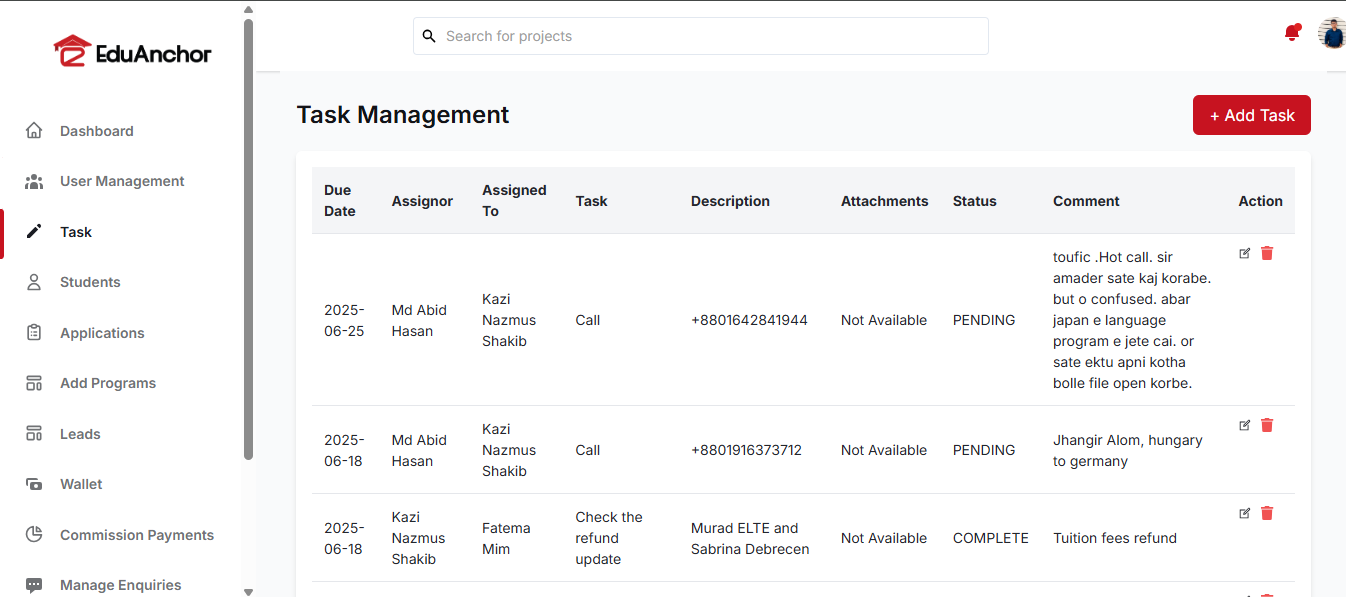 EduAnchor
Search for projects
Dashboard
User Management
Task
Students
Applications
Add Programs
Leads
Wallet
Commission Payments
Manage Enquiries
Task Management
+ Add Task
Due
Date
Assignor
Assigned
To
Task
Description
Attachments
Status
Comment
Action
2025-
06-25
Md Abid
Hasan
Kazi
Nazmus
Shakib
Call
+8801642841944
Not Available
PENDING
toufic .Hot call. sir
amader sate kaj korabe.
but o confused. abar
japan e language
program e jete cai. or
sate ektu apni kotha
bolle file open korbe.
2025-
06-18
Md Abid
Hasan
Kazi
Nazmus
Shakib
Call
+8801916373712
Not Available
PENDING
Jhangir Alom, hungary
to germany
2025-
06-18
Kazi
Nazmus
Shakib
Fatema
Mim
Check the
refund
update
Murad ELTE and
Sabrina Debrecen
Not Available
COMPLETE
Tuition fees refund